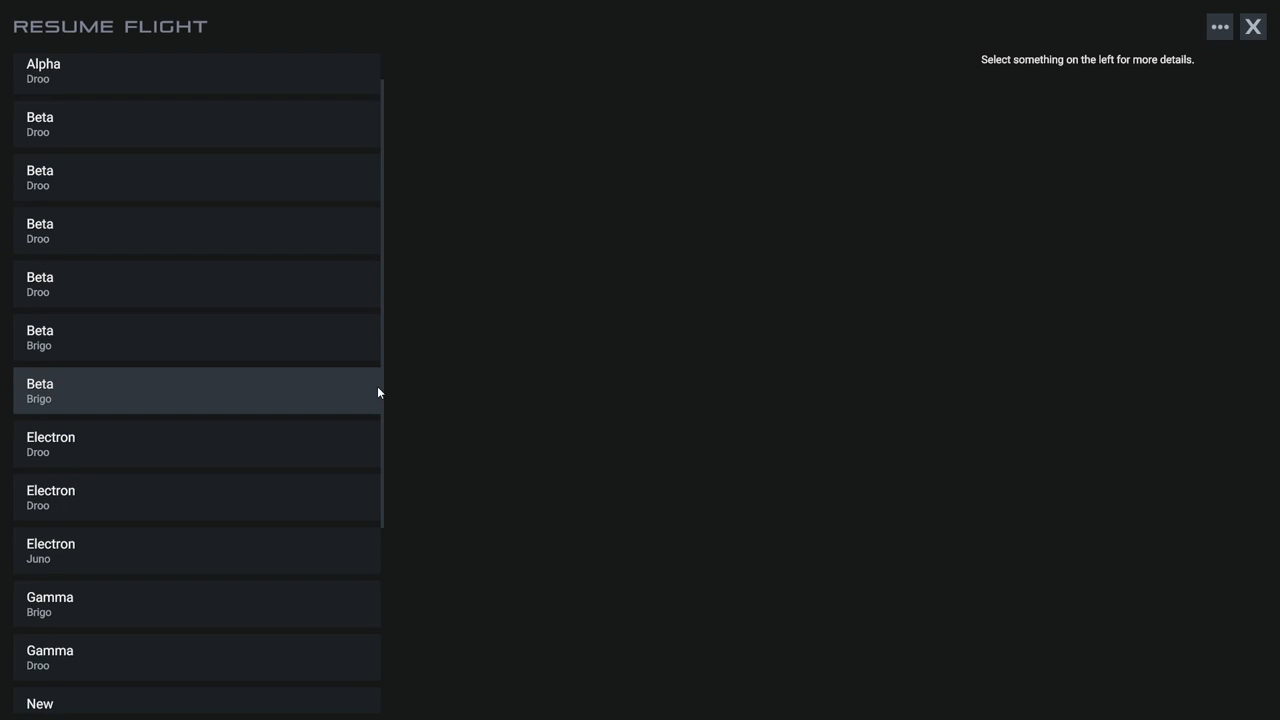 RESUME FLIGHT
Select something on the left for more details.
Alpha
Droo
Beta
Droo
Beta
Droo
Beta
Droo
Beta
Droo
Beta
Brigo
Beta
Brigo
Electron
Droo
Electron
Droo
Electron
Juno
Gamma
Brigo
Gamma
Droo
New